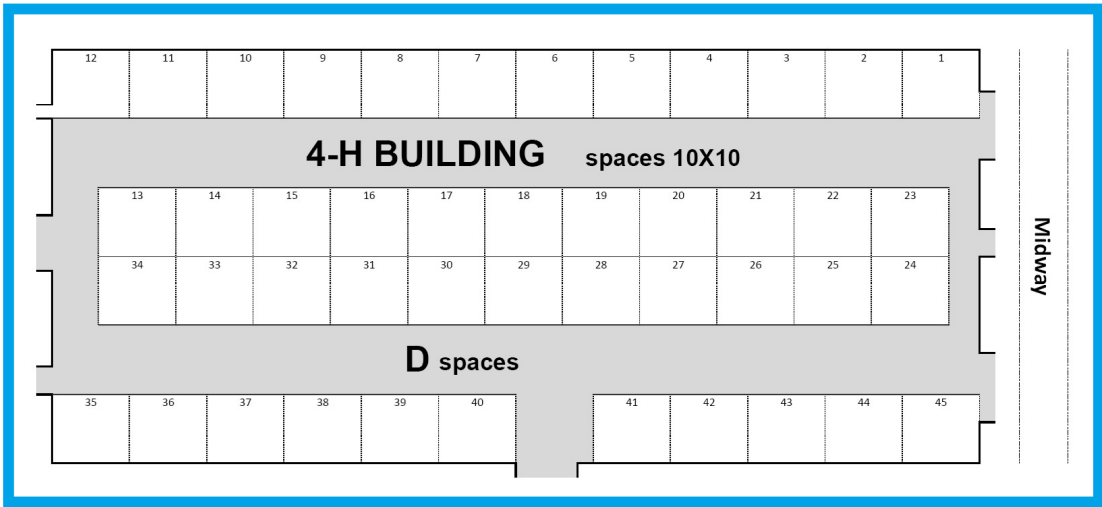 12 11 10 9 8 7 6 5 4 3 2 1
4-H BUILDING spaces 10X10
13 14 15 16 17 18 19 20 21 22 23
Midway
34 33 32 31 30 29 28 27 26 25 24
D spaces
35 36 37 38 39 40 41 42 43 44 45